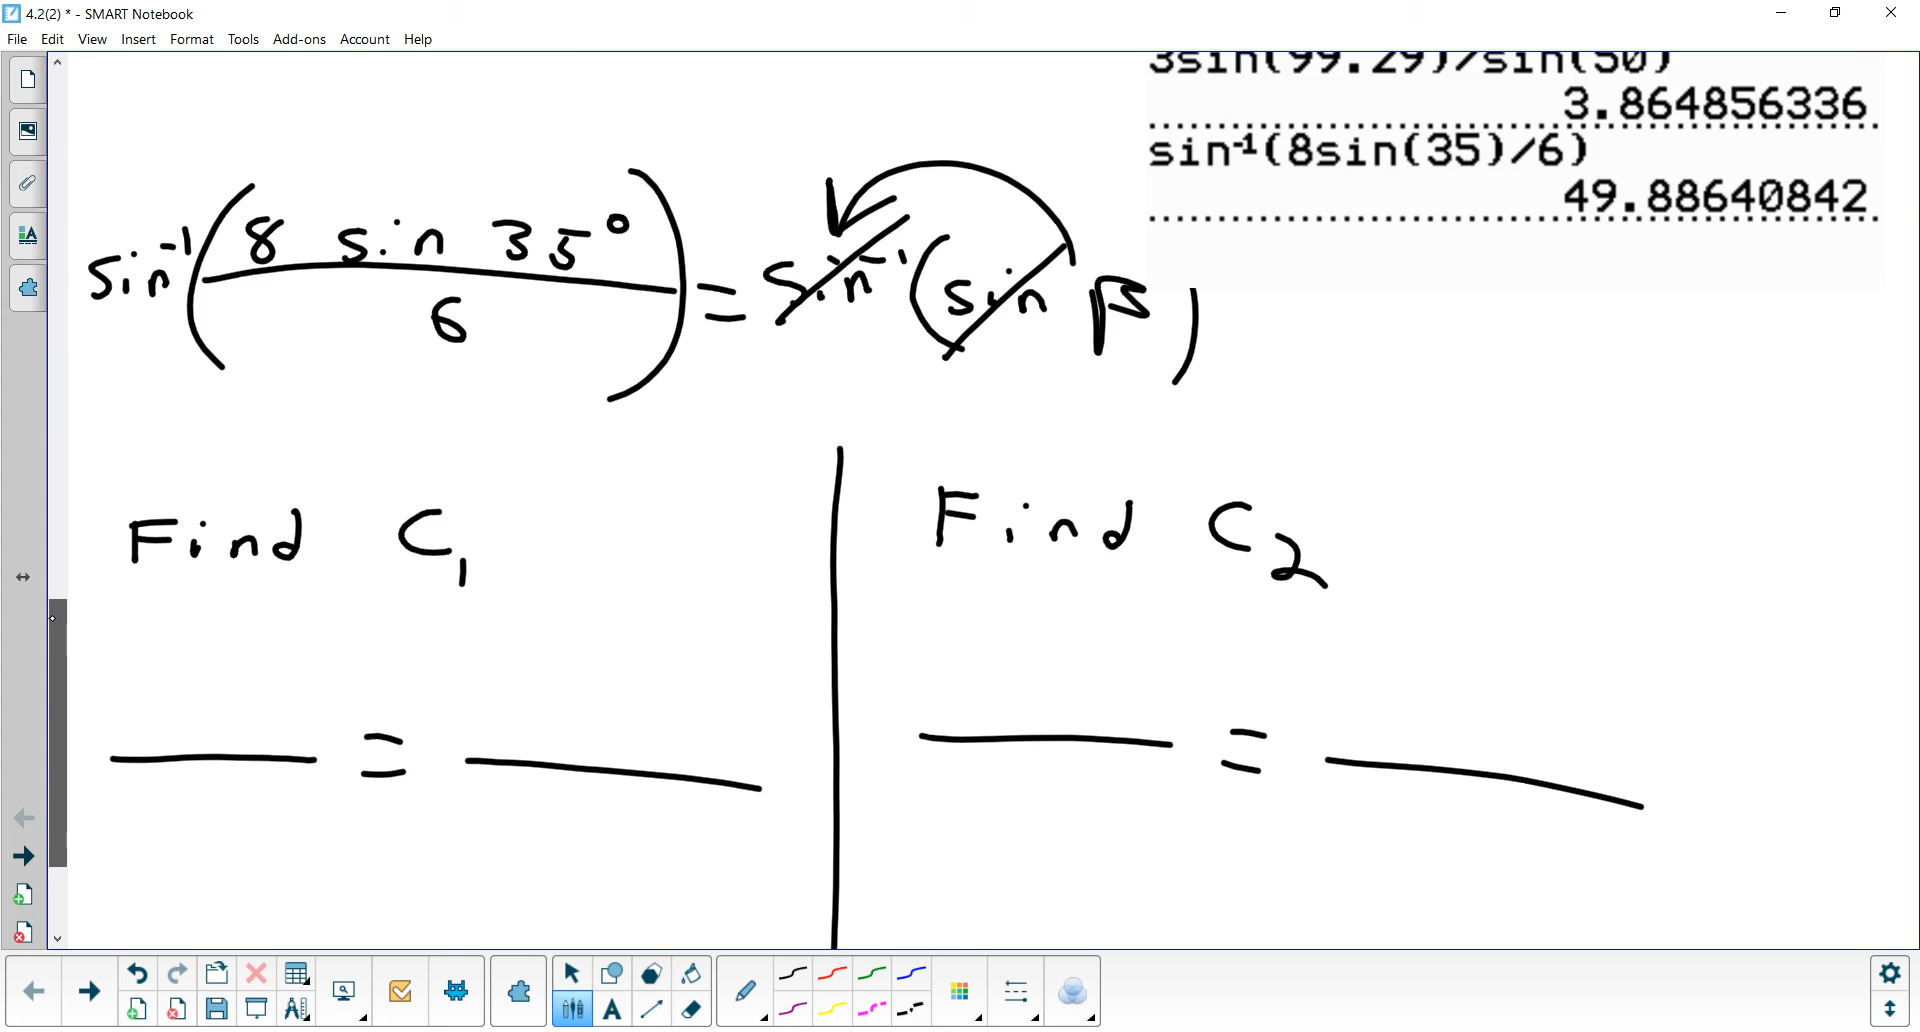 4.2(2) * - SMART Notebook
File Edit View Insert Format Tools Add-ons Account Help
3sin(99.29)/sin(50)
3.864856336
sin⁻¹(8sin(35)/6)
49.88640842
sin⁻¹(8 sin 35° / 6) = sin⁻¹(sin β)
Find C₁
Find C₂
=
=